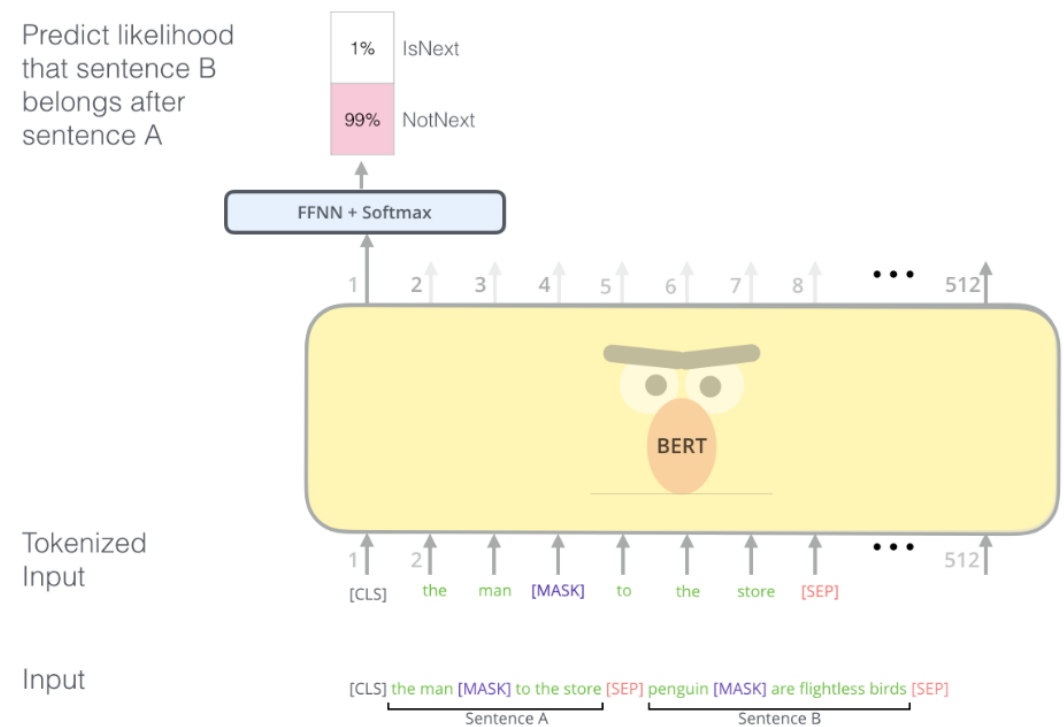 Predict likelihood
that sentence B
belongs after
sentence A
1% IsNext
99% NotNext
FFNN + Softmax
1 2 3 4 5 6 7 8 ••• 512
BERT
Tokenized
Input
1 2 ••• 512
[CLS] the man [MASK] to the store [SEP]
Input
[CLS] the man [MASK] to the store [SEP] penguin [MASK] are flightless birds [SEP]
Sentence A Sentence B